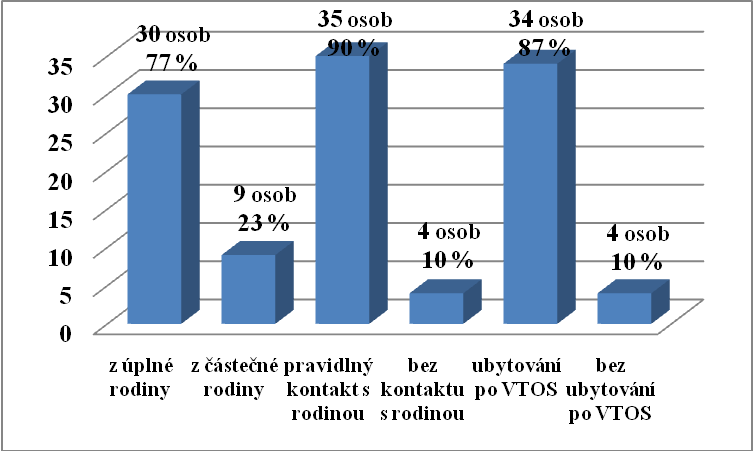 30 osob
77 %
9 osob
23 %
35 osob
90 %
4 osob
10 %
34 osob
87 %
4 osob
10 %
35
30
25
20
15
10
5
0
z úplné
rodiny
z částečné
rodiny
pravidlný
kontakt s
rodinou
bez
kontaktu
s rodinou
ubytování
po VTOS
bez
ubytování
po VTOS